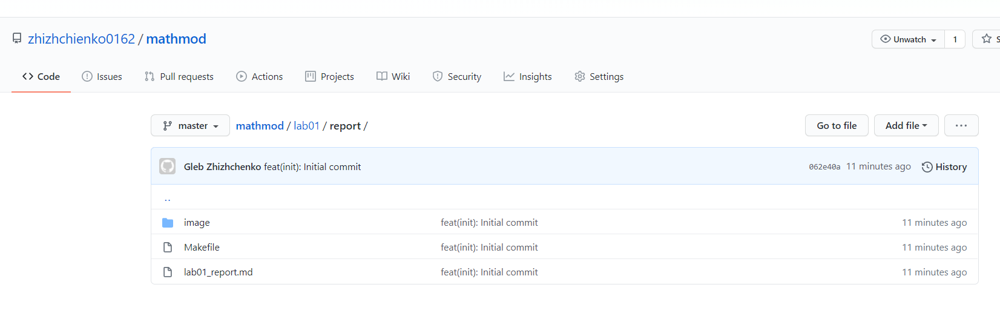 zhizhchienko0162 / mathmod
Unwatch 1 S
Code Issues Pull requests Actions Projects Wiki Security Insights Settings
master mathmod / lab01 / report / Go to file Add file ...
Gleb Zhizhchenko feat(init): Initial commit 062e40a 11 minutes ago History
..
image feat(init): Initial commit 11 minutes ago
Makefile feat(init): Initial commit 11 minutes ago
lab01_report.md feat(init): Initial commit 11 minutes ago